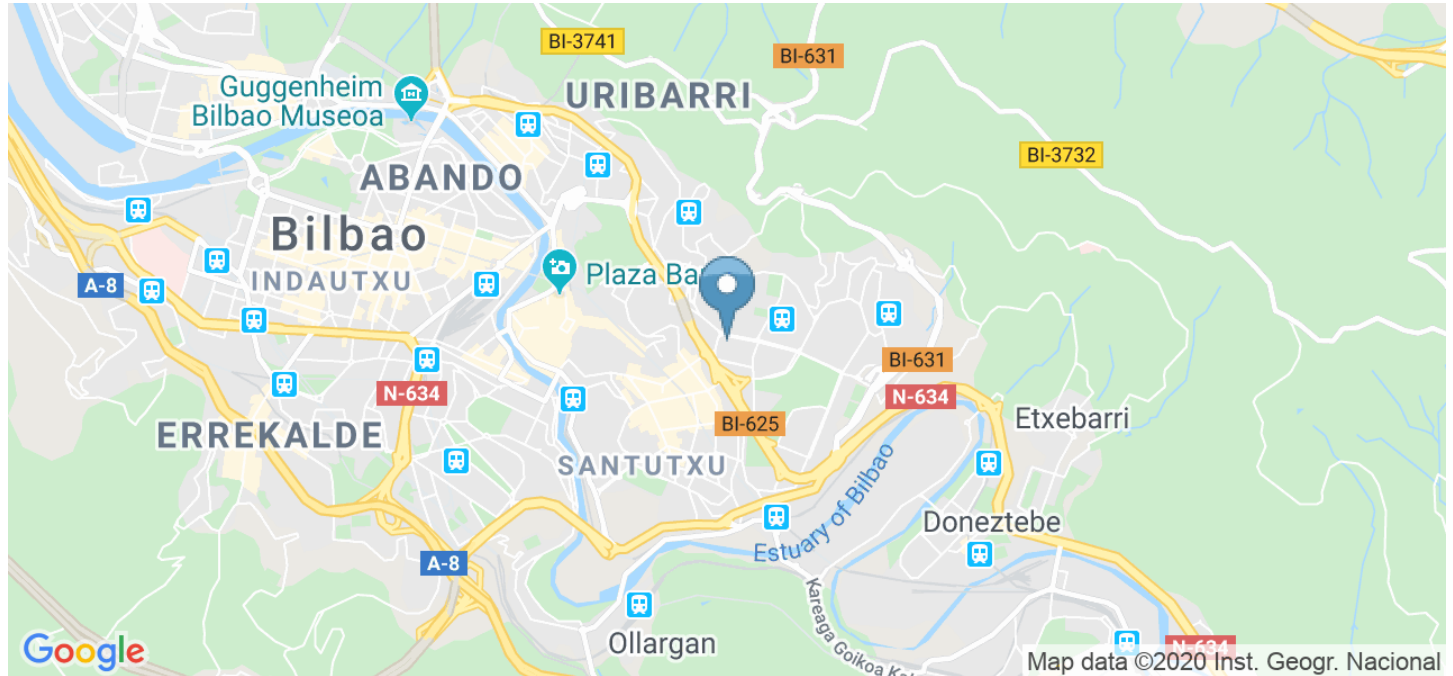 BI-3741
BI-631
Guggenheim
Bilbao Museoa
URIBARRI
BI-3732
ABANDO
Bilbao
INDAUTXU
Plaza Ba
A-8
BI-631
N-634
N-634
BI-625
Etxebarri
ERREKALDE
SANTUTXU
Estuary of Bilbao
Doneztebe
A-8
Kareaga Goikoa
Ollargan
N-634
Google
Map data ©2020 Inst. Geogr. Nacional